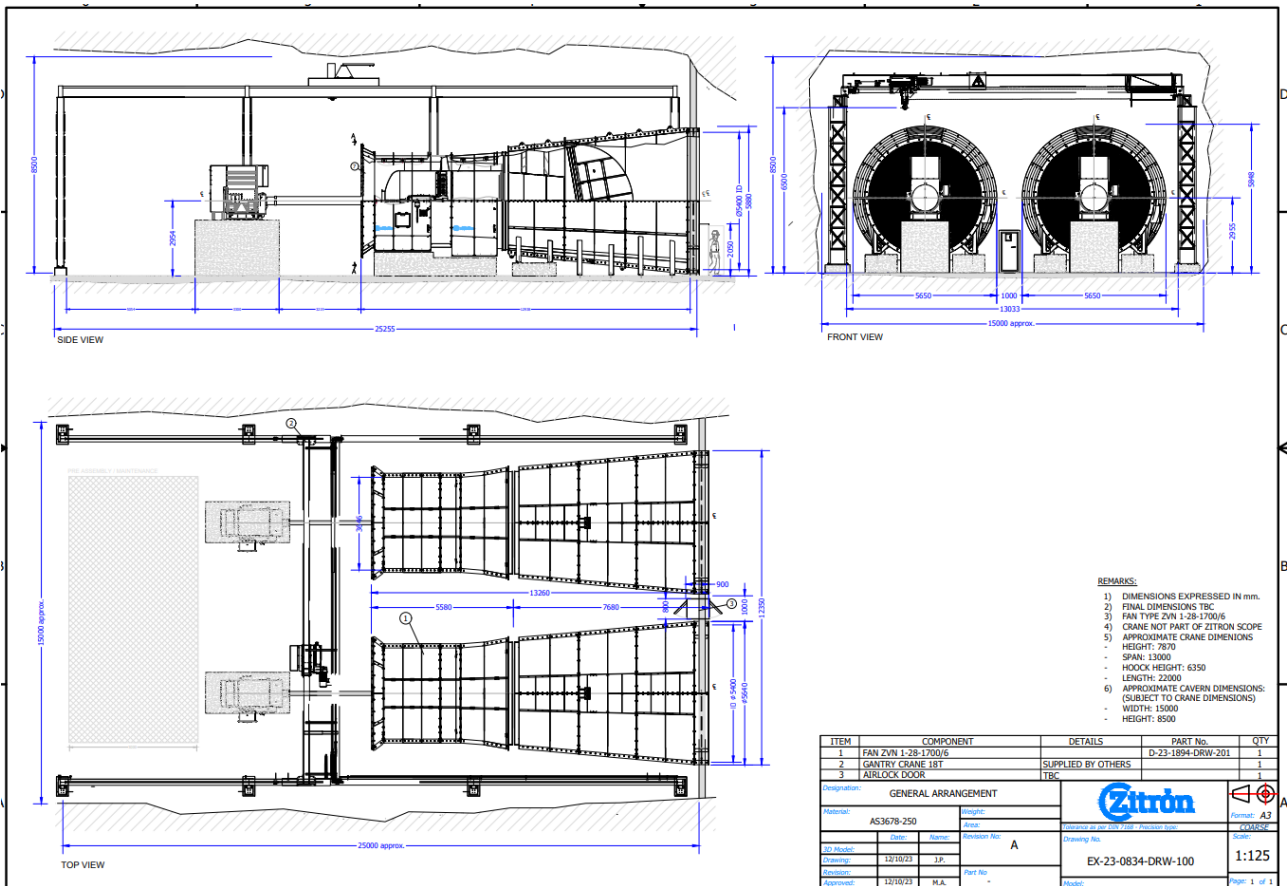 8500
2954
Ø5400 ID
5880
2050
25255
SIDE VIEW
A
A
8500
6500
5848
2955
5650
1000
5650
13033
15000 approx.
FRONT VIEW
D
D
C
B
A
PRE ASSEMBLY / MAINTENANCE
15000 approx.
2
3646
13260
5580
7680
900
800
1000
12350
3
1
ID ø5400
ø5640
25000 approx.
TOP VIEW
REMARKS:
1) DIMENSIONS EXPRESSED IN mm.
2) FINAL DIMENSIONS TBC
3) FAN TYPE ZVN 1-28-1700/6
4) CRANE NOT PART OF ZITRON SCOPE
5) APPROXIMATE CRANE DIMENIONS
- HEIGHT: 7870
- SPAN: 13000
- HOOCK HEIGHT: 6350
- LENGTH: 22000
6) APPROXIMATE CAVERN DIMENSIONS:
(SUBJECT TO CRANE DIMENSIONS)
- WIDTH: 15000
- HEIGHT: 8500
ITEM COMPONENT DETAILS PART No. QTY
1 FAN ZVN 1-28-1700/6 D-23-1894-DRW-201 1
2 GANTRY CRANE 18T SUPPLIED BY OTHERS 1
3 AIRLOCK DOOR TBC 1
Designation: GENERAL ARRANGEMENT
Zitrón
Format: A3
Material: AS3678-250
Weight:
Area:
Tolerance as per DIN 7168 - Precision type: COARSE
Date: Name: Revision No: A
Drawing No. EX-23-0834-DRW-100
Scale: 1:125
3D Model:
Drawing: 12/10/23 J.P.
Revision:
Part No -
Approved: 12/10/23 M.A.
Model:
Page: 1 of 1